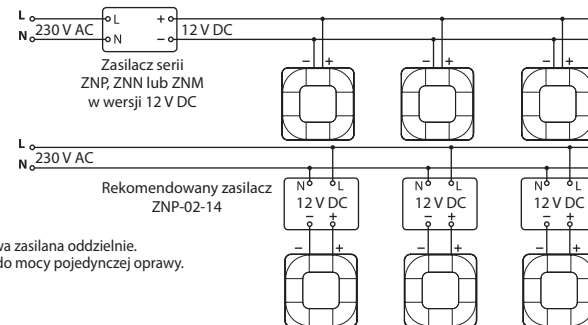 L
N
230 V AC
L
N
+
−
12 V DC
Zasilacz serii
ZNP, ZNN lub ZNM
w wersji 12 V DC
− +
− +
− +
L
N
230 V AC
Rekomendowany zasilacz
ZNP-02-14
N L
12 V DC
− +
N L
12 V DC
− +
N L
12 V DC
− +
zasilana oddzielnie.
do mocy pojedynczej oprawy.
− +
− +
− +